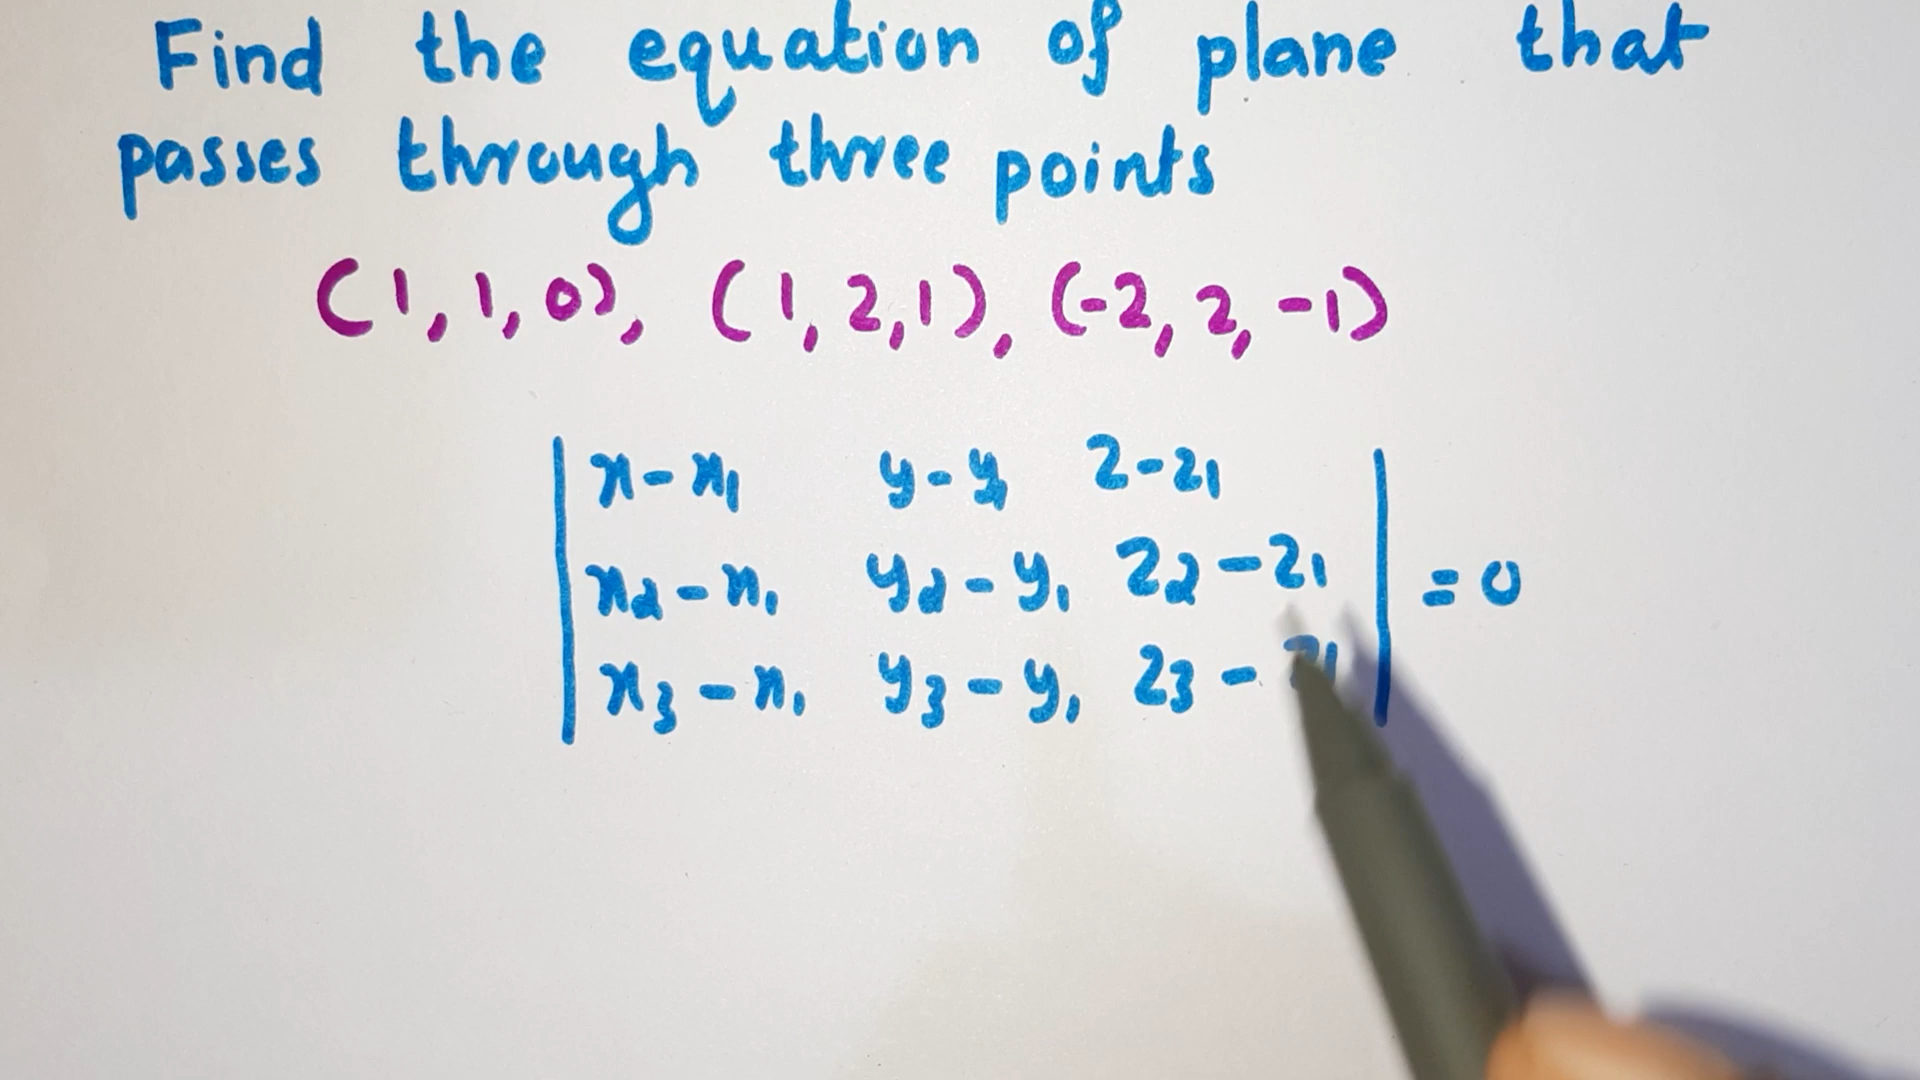 Find the equation of plane that
passes through three points
(1, 1, 0), (1, 2, 1), (-2, 2, -1)
| x - x₁ y - y₁ z - z₁ |
| x₂ - x₁ y₂ - y₁ z₂ - z₁ | = 0
| x₃ - x₁ y₃ - y₁ z₃ - z₁ |